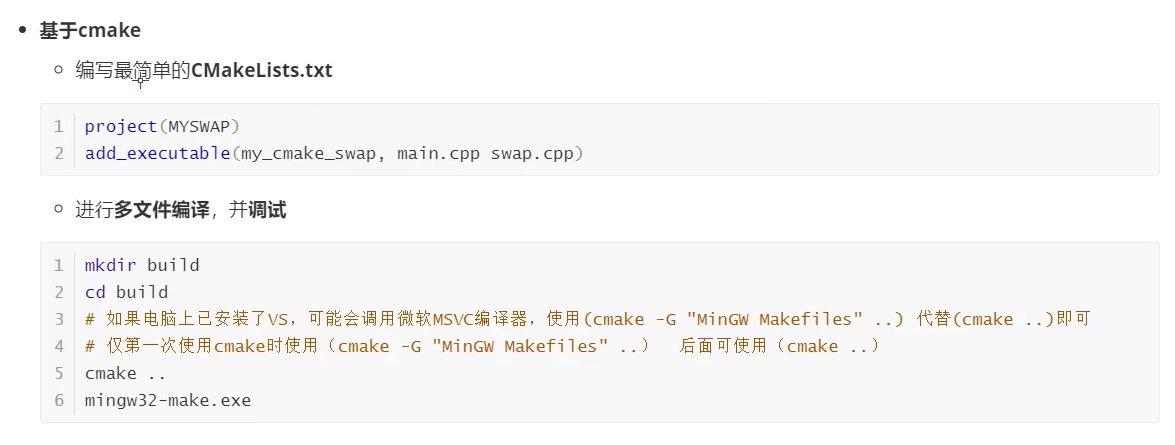 基于cmake
编写最简单的CMakeLists.txt
1 project(MYSWAP)
2 add_executable(my_cmake_swap, main.cpp swap.cpp)
进行多文件编译，并调试
1 mkdir build
2 cd build
3 # 如果电脑上已安装了VS，可能会调用微软MSVC编译器，使用(cmake -G "MinGW Makefiles" ..) 代替(cmake ..)即可
4 # 仅第一次使用cmake时使用（cmake -G "MinGW Makefiles" ..） 后面可使用（cmake ..）
5 cmake ..
6 mingw32-make.exe